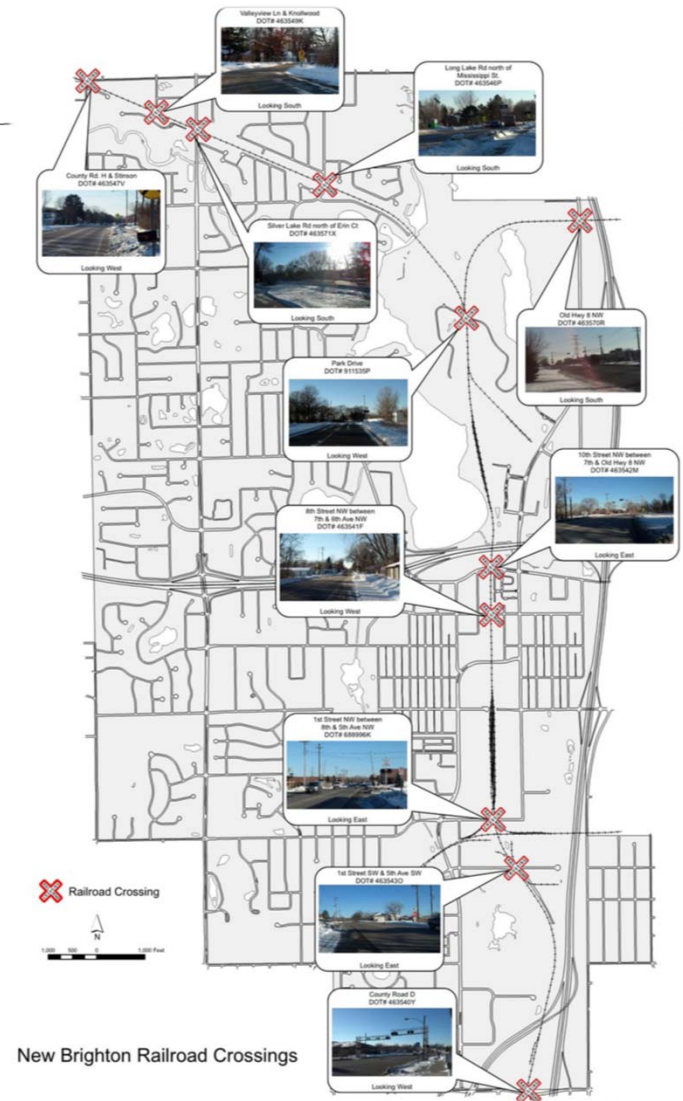 Valleyview Ln & Knollwood
DOT# 463549K
Looking South
Long Lake Rd north of
Mississippi St.
DOT# 463546P
Looking South
County Rd. H & Stinson
DOT# 463547V
Looking West
Silver Lake Rd north of Erin Ct
DOT# 463571X
Looking South
Old Hwy 8 NW
DOT# 463570R
Looking South
Park Drive
DOT# 911535P
Looking West
10th Street NW between
7th & Old Hwy 8 NW
DOT# 463542M
Looking East
8th Street NW between
7th & 6th Ave NW
DOT# 463541F
Looking West
1st Street NW between
8th & 5th Ave NW
DOT# 688996K
Looking East
1st Street SW & 5th Ave SW
DOT# 463543O
Looking East
County Road D
DOT# 463540Y
Looking West
Railroad Crossing
N
1,000 500 0 1,000 Feet
New Brighton Railroad Crossings